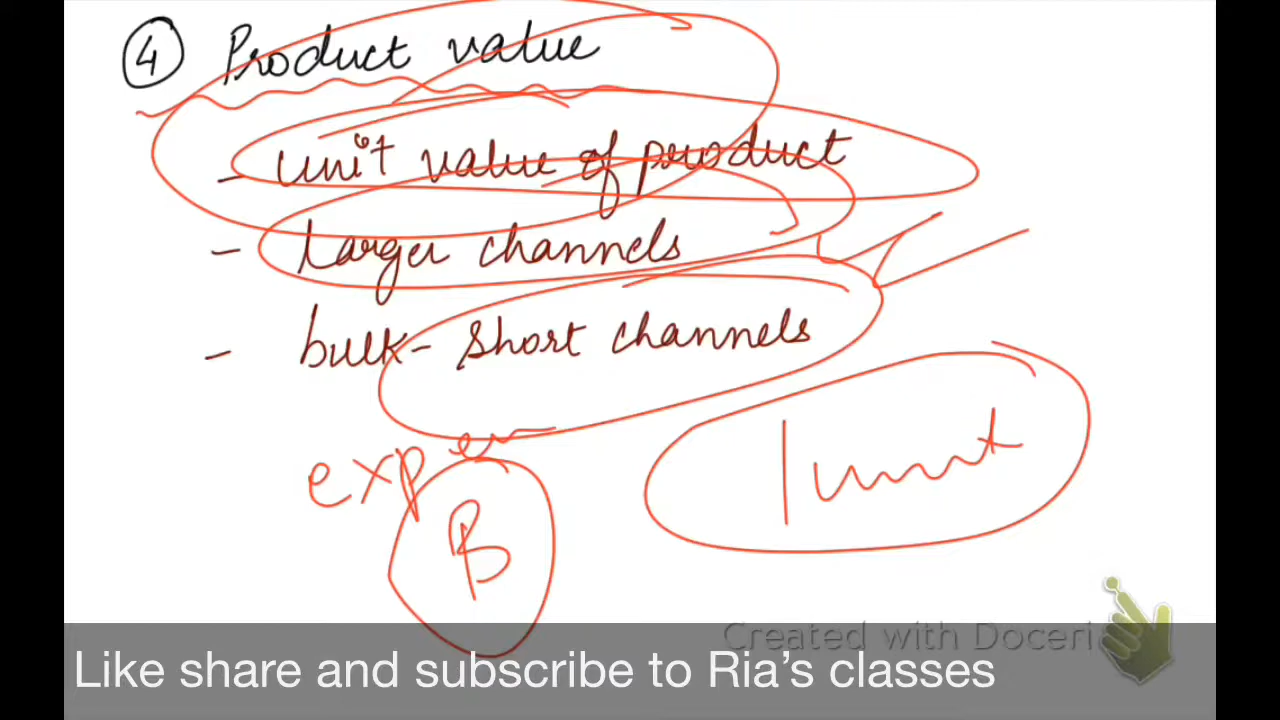 ④ Product value
- unit value of product
- Larger channels
- bulk - short channels
1 unit
B
Created with Doceri
Like share and subscribe to Ria's classes